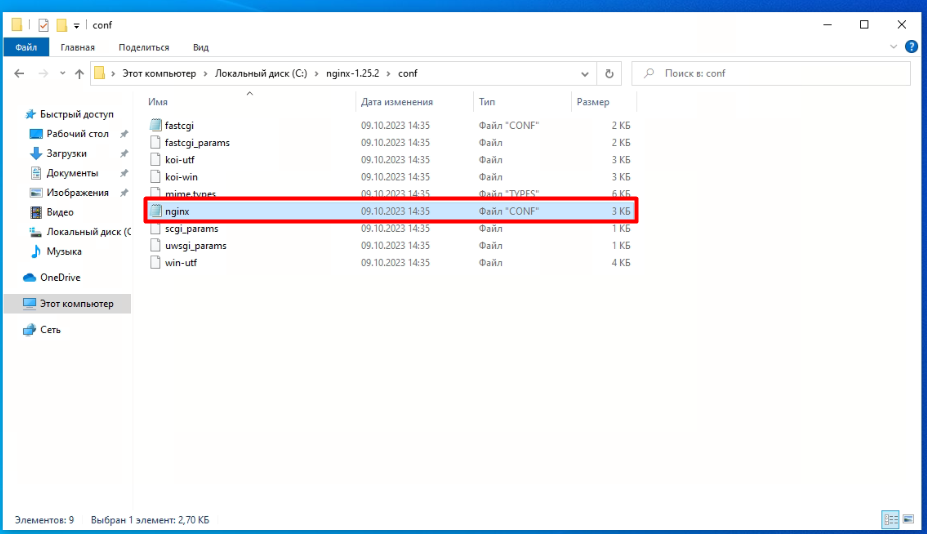 conf
Файл Главная Поделиться Вид
Этот компьютер › Локальный диск (C:) › nginx-1.25.2 › conf
Поиск в: conf
Быстрый доступ
Рабочий стол
Загрузки
Документы
Изображения
Видео
Локальный диск (C
Музыка
OneDrive
Этот компьютер
Сеть
Имя Дата изменения Тип Размер
fastcgi 09.10.2023 14:35 Файл "CONF" 2 КБ
fastcgi_params 09.10.2023 14:35 Файл 2 КБ
koi-utf 09.10.2023 14:35 Файл 3 КБ
koi-win 09.10.2023 14:35 Файл 3 КБ
mime.types 09.10.2023 14:35 Файл "TYPES" 6 КБ
nginx 09.10.2023 14:35 Файл "CONF" 3 КБ
scgi_params 09.10.2023 14:35 Файл 1 КБ
uwsgi_params 09.10.2023 14:35 Файл 1 КБ
win-utf 09.10.2023 14:35 Файл 4 КБ
Элементов: 9 Выбран 1 элемент: 2,70 КБ